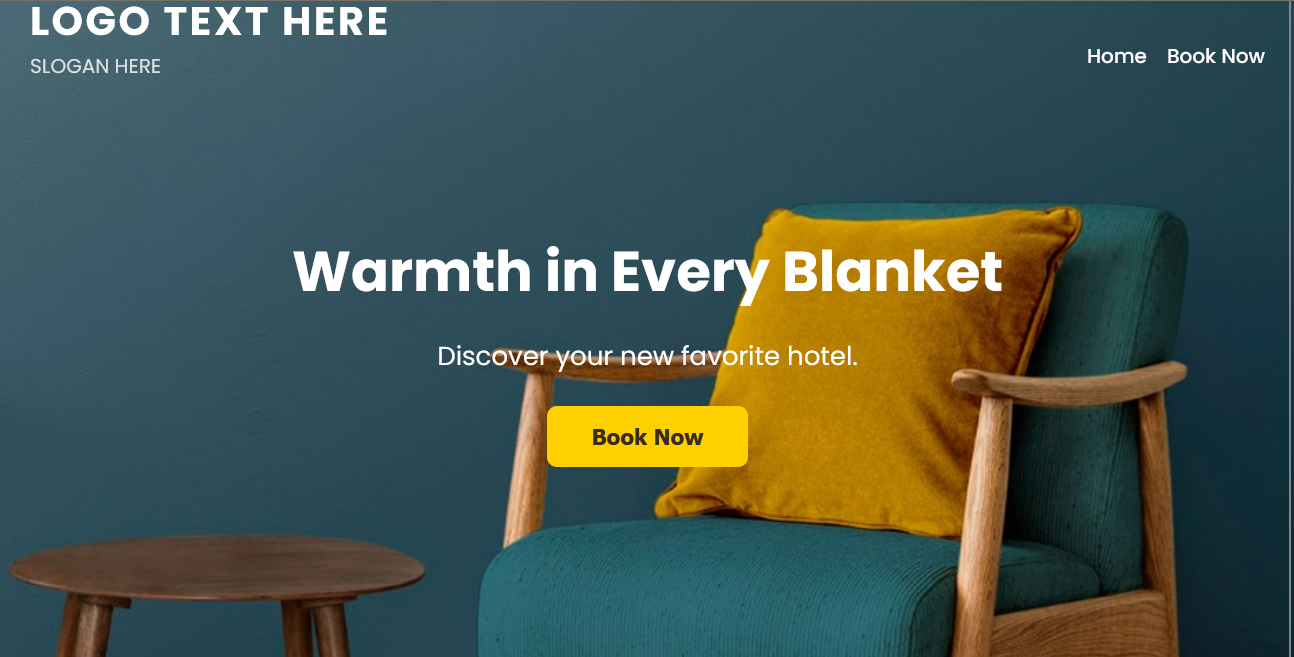 LOGO TEXT HERE
SLOGAN HERE
Home Book Now
Warmth in Every Blanket
Discover your new favorite hotel.
Book Now